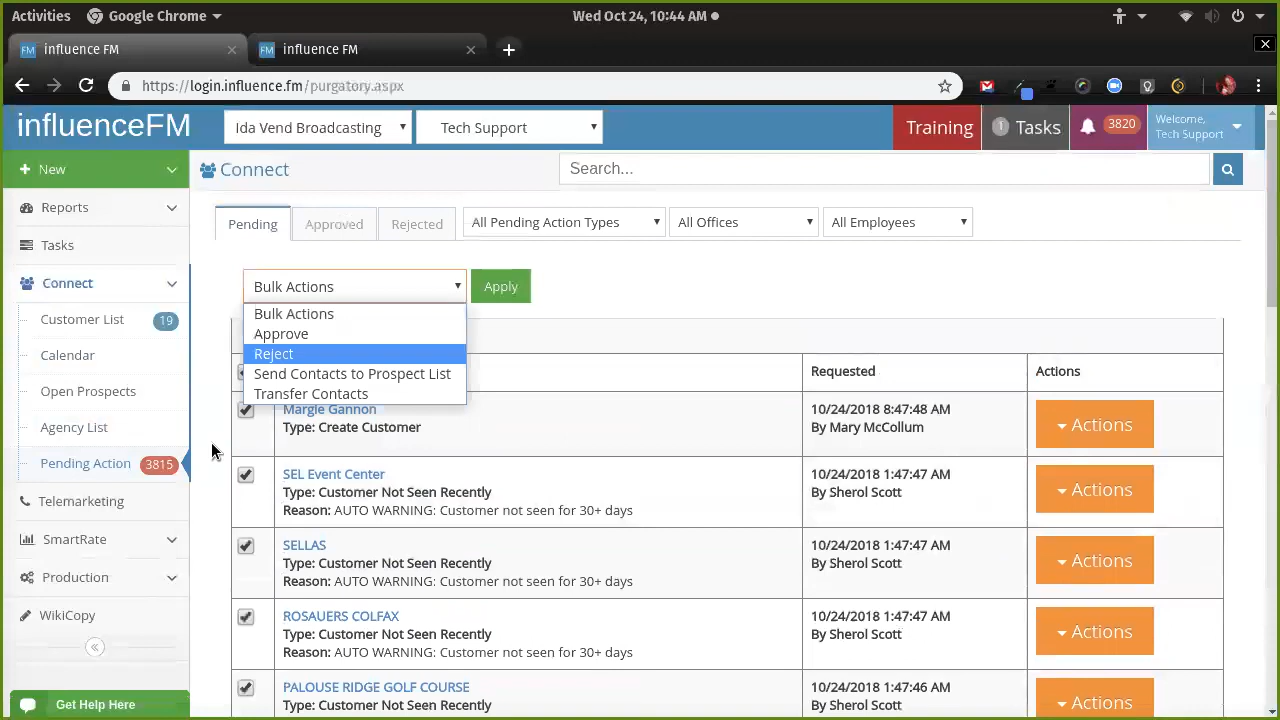 Activities
Google Chrome
Wed Oct 24, 10:44 AM
influence FM
influence FM
https://login.influence.fm/purgatory.aspx
influenceFM
Ida Vend Broadcasting
Tech Support
Training
1 Tasks
3820
Welcome,
Tech Support
New
Connect
Search...
Reports
Tasks
Connect
Customer List 19
Calendar
Open Prospects
Agency List
Pending Action 3815
Telemarketing
SmartRate
Production
WikiCopy
Get Help Here
Pending
Approved
Rejected
All Pending Action Types
All Offices
All Employees
Bulk Actions
Apply
Bulk Actions
Approve
Reject
Send Contacts to Prospect List
Transfer Contacts
Requested
Actions
Margie Gannon
Type: Create Customer
10/24/2018 8:47:48 AM
By Mary McCollum
Actions
SEL Event Center
Type: Customer Not Seen Recently
Reason: AUTO WARNING: Customer not seen for 30+ days
10/24/2018 1:47:47 AM
By Sherol Scott
Actions
SELLAS
Type: Customer Not Seen Recently
Reason: AUTO WARNING: Customer not seen for 30+ days
10/24/2018 1:47:47 AM
By Sherol Scott
Actions
ROSAUERS COLFAX
Type: Customer Not Seen Recently
Reason: AUTO WARNING: Customer not seen for 30+ days
10/24/2018 1:47:47 AM
By Sherol Scott
Actions
PALOUSE RIDGE GOLF COURSE
Type: Customer Not Seen Recently
10/24/2018 1:47:46 AM
By Sherol Scott
Actions